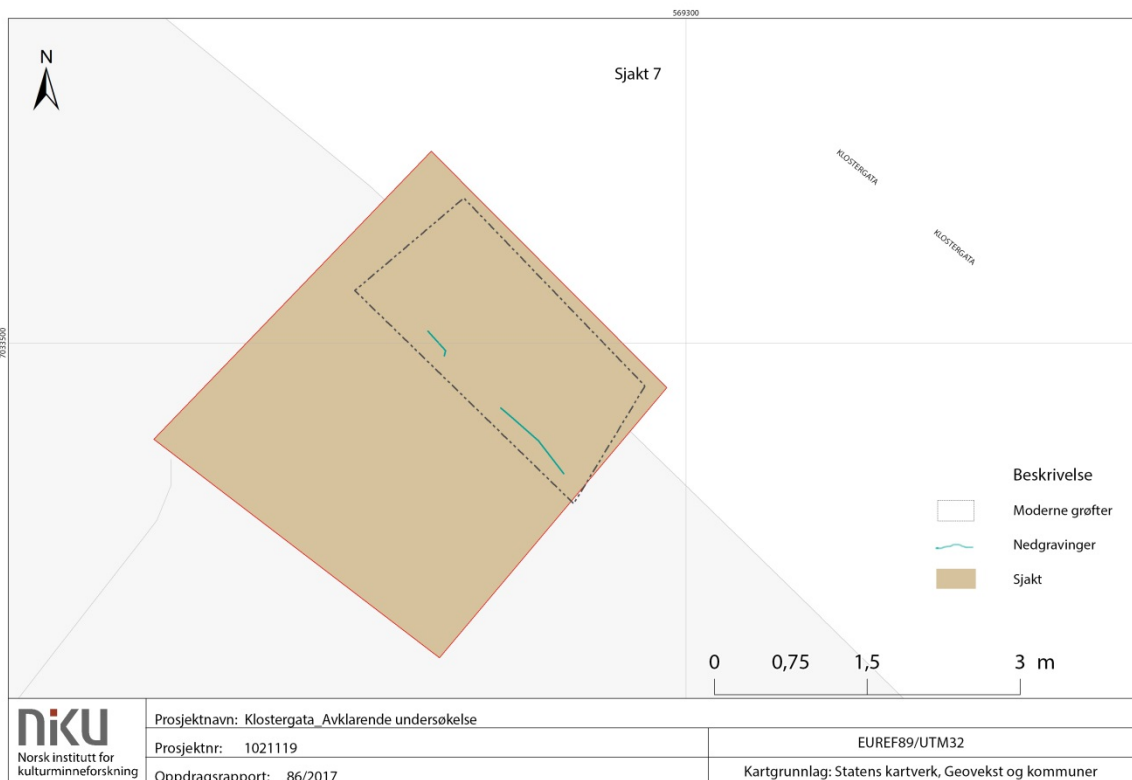 569300
N
Sjakt 7
KLOSTERGATA
KLOSTERGATA
7033500
Beskrivelse
Moderne grøfter
Nedgravinger
Sjakt
0 0,75 1,5 3 m
niku
Norsk institutt for
kulturminneforskning
Prosjektnavn: Klostergata_Avklarende undersøkelse
Prosjektnr: 1021119
Oppdragsrapport: 86/2017
EUREF89/UTM32
Kartgrunnlag: Statens kartverk, Geovekst og kommuner